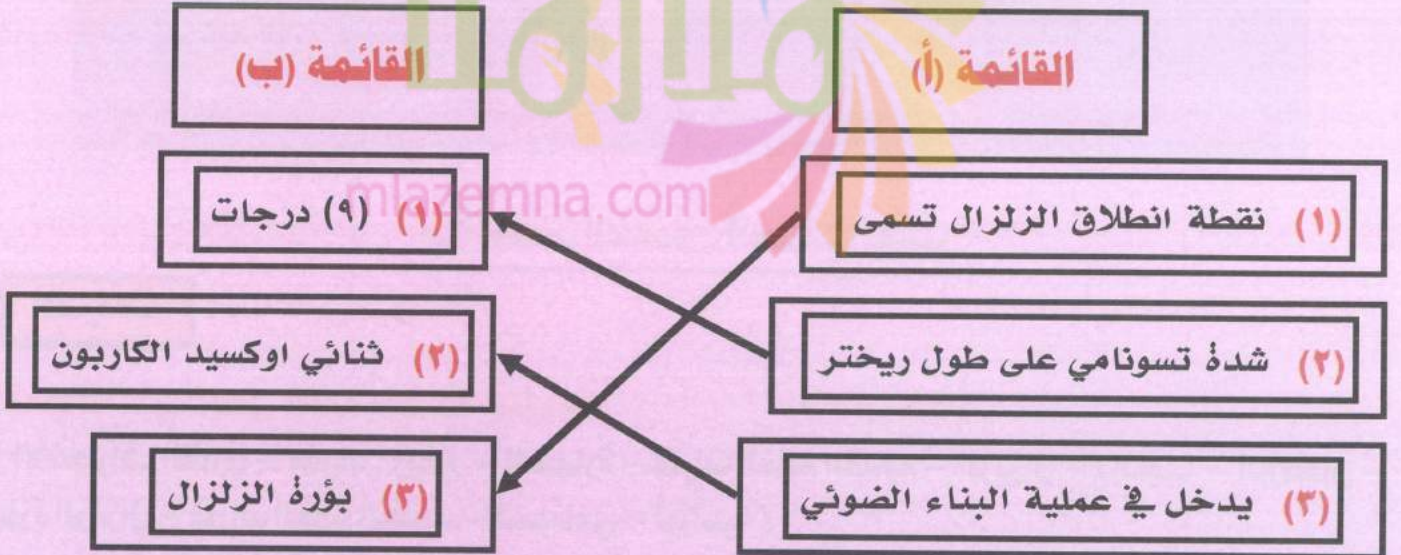 القائمة (أ)
القائمة (ب)
(١) نقطة انطلاق الزلزال تسمى
(١) (٩) درجات
(٢) شدة تسونامي على طول ريختر
(٢) ثنائي اوكسيد الكاربون
(٣) يدخل في عملية البناء الضوئي
(٣) بؤرة الزلزال
ملازمنا
mlazemna.com